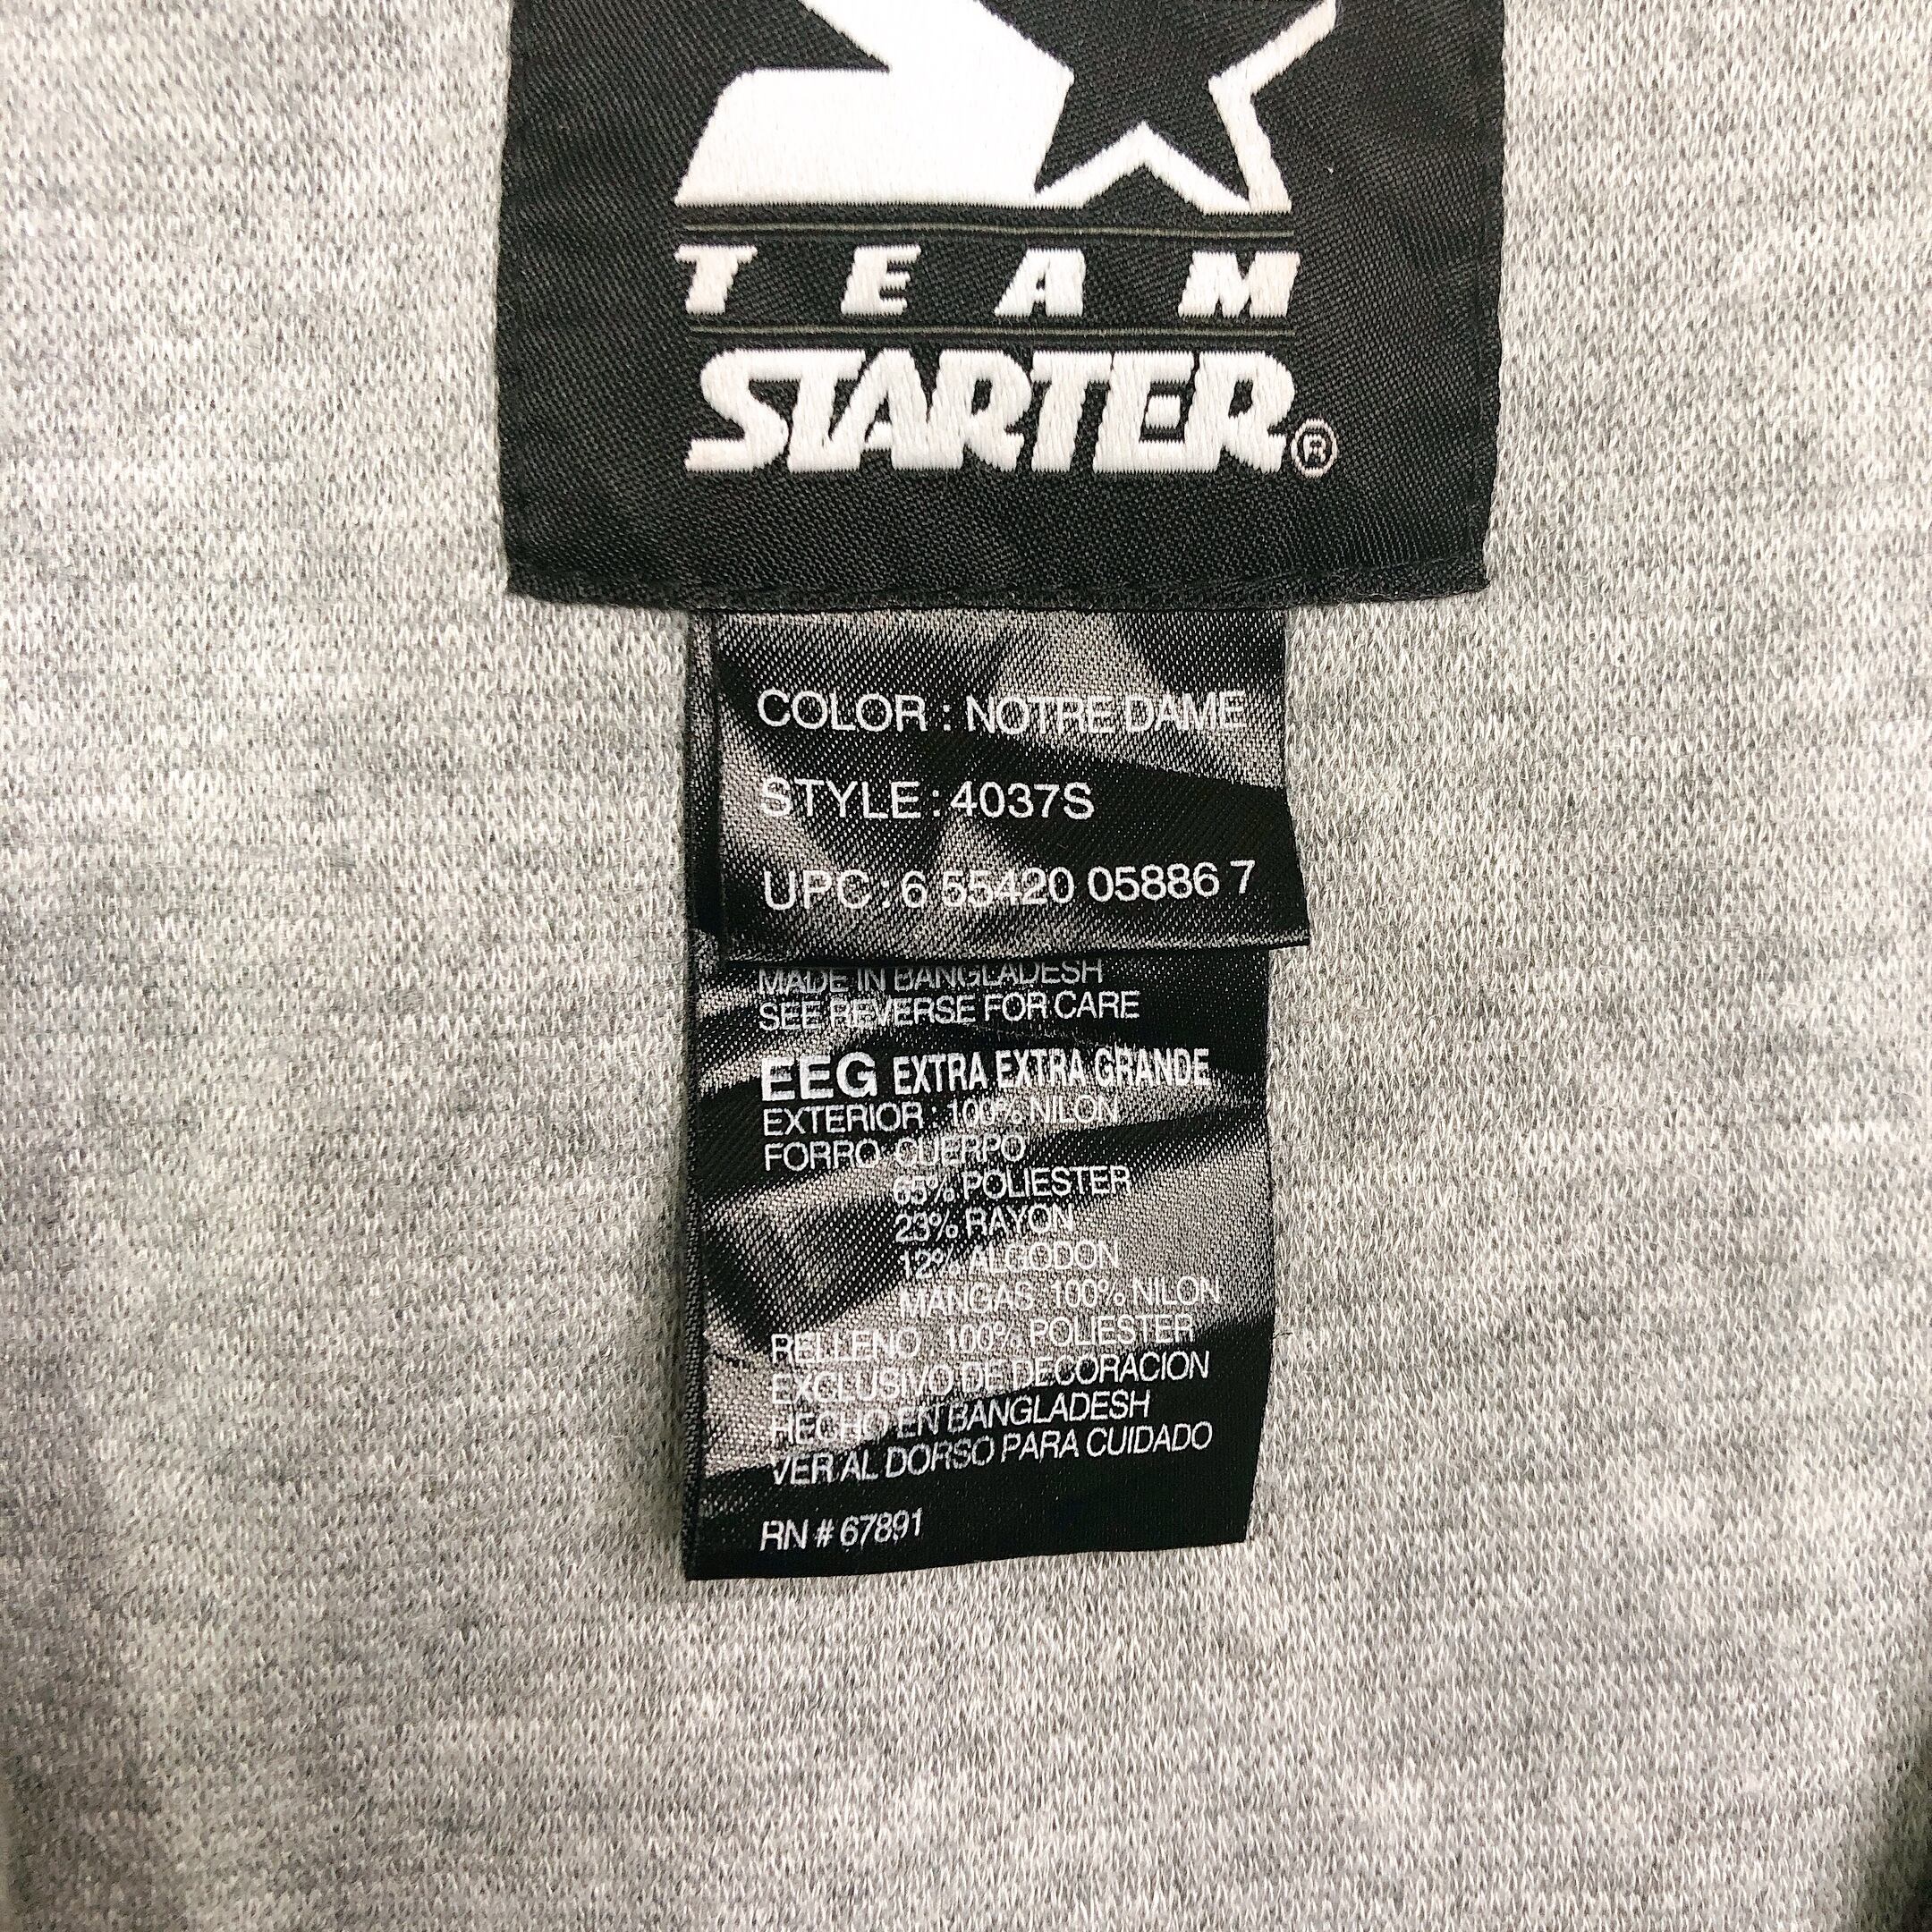 TEAM
STARTER®
COLOR : NOTRE DAME
STYLE : 4037S
UPC : 6 55420 05886 7
MADE IN BANGLADESH
SEE REVERSE FOR CARE
EEG EXTRA EXTRA GRANDE
EXTERIOR : 100% NILON
FORRO: CUERPO
65% POLIESTER
23% RAYON
12% ALGODON
MANGAS: 100% NILON
RELLENO : 100% POLIESTER
EXCLUSIVO DE DECORACION
HECHO EN BANGLADESH
VER AL DORSO PARA CUIDADO
RN # 67891